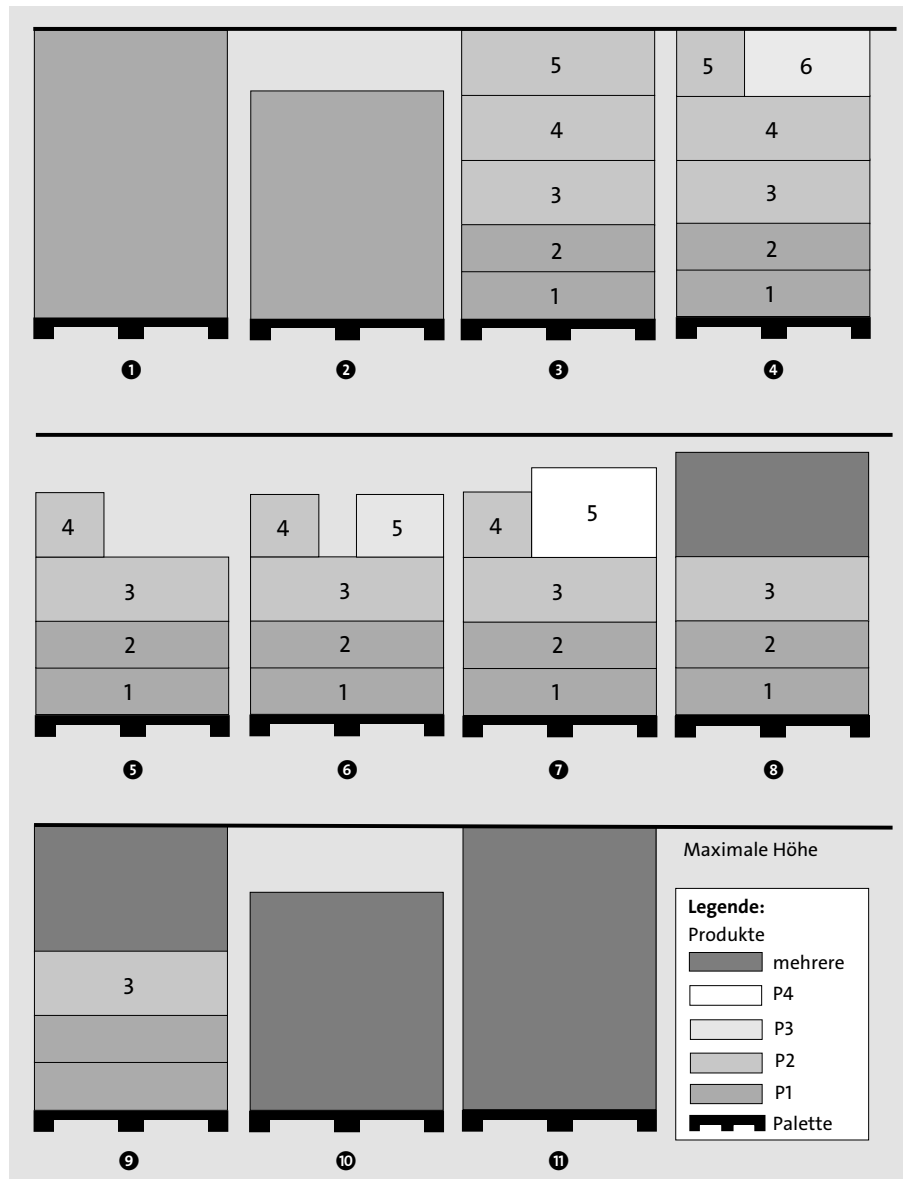 5 5 6
4 4
3 3
2 2
1 1
❶ ❷ ❸ ❹
4 4 5 4 5
3 3 3 3
2 2 2 2
1 1 1 1
❺ ❻ ❼ ❽
3
❾ ❿ ⓫
Maximale Höhe
Legende:
Produkte
mehrere
P4
P3
P2
P1
Palette